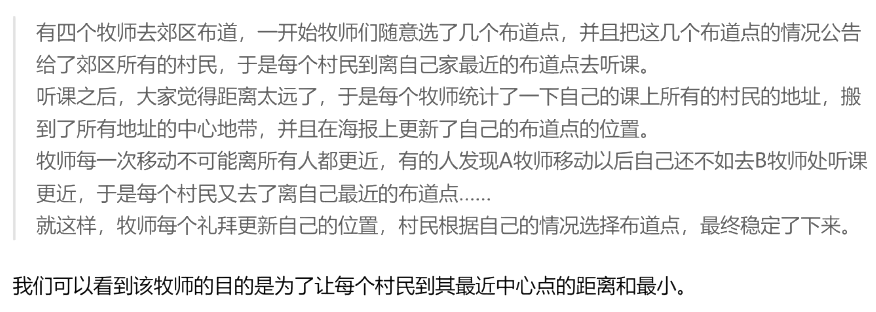 有四个牧师去郊区布道，一开始牧师们随意选了几个布道点，并且把这几个布道点的情况公告
给了郊区所有的村民，于是每个村民到离自己家最近的布道点去听课。
听课之后，大家觉得距离太远了，于是每个牧师统计了一下自己的课上所有的村民的地址，搬
到了所有地址的中心地带，并且在海报上更新了自己的布道点的位置。
牧师每一次移动不可能离所有人都更近，有的人发现A牧师移动以后自己还不如去B牧师处听课
更近，于是每个村民又去了离自己最近的布道点……
就这样，牧师每个礼拜更新自己的位置，村民根据自己的情况选择布道点，最终稳定了下来。
我们可以看到该牧师的目的是为了让每个村民到其最近中心点的距离和最小。